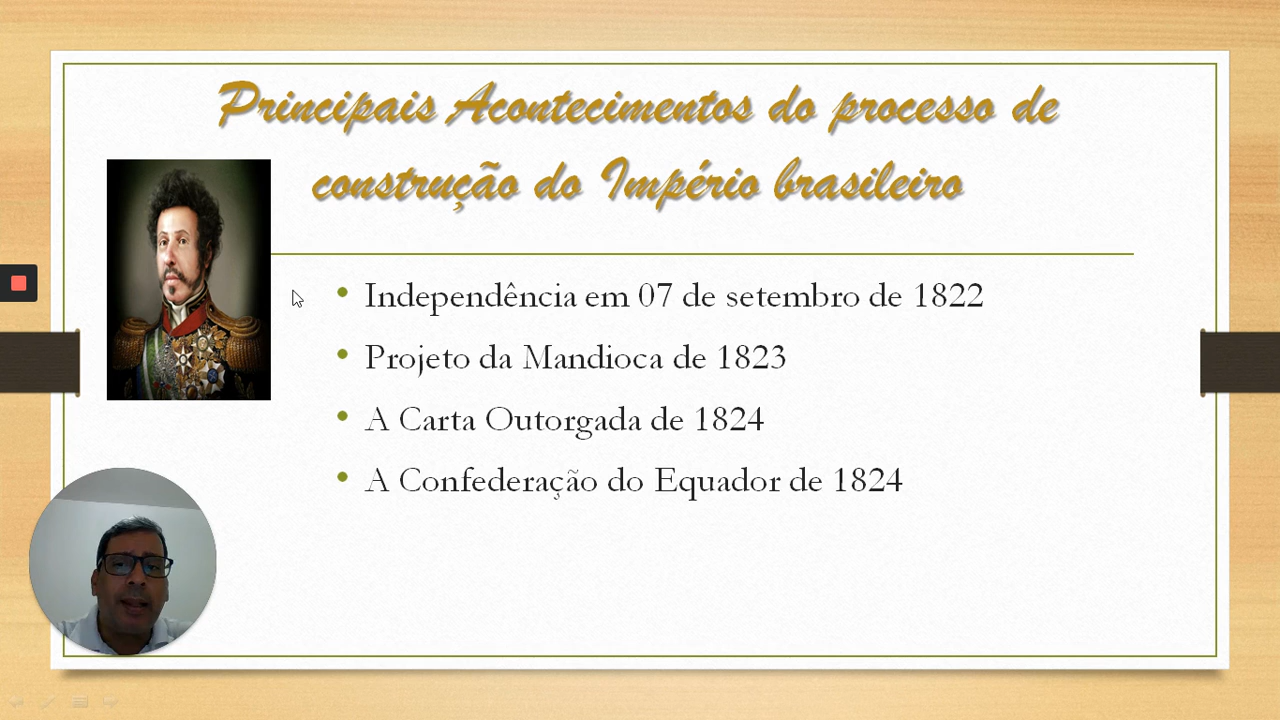 Principais Acontecimentos do processo de
construção do Império brasileiro
• Independência em 07 de setembro de 1822
• Projeto da Mandioca de 1823
• A Carta Outorgada de 1824
• A Confederação do Equador de 1824